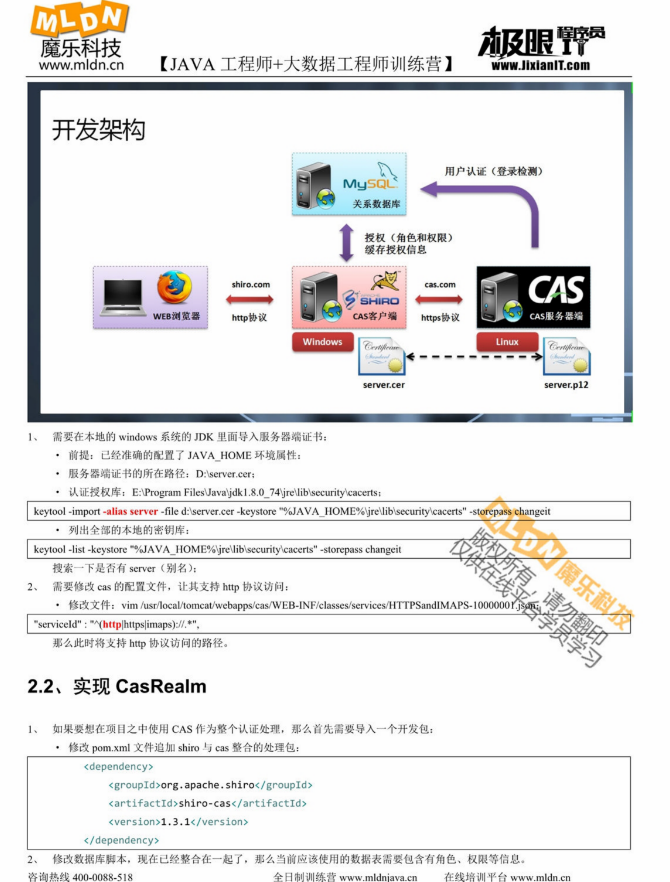 MLDN
魔乐科技
www.mldn.cn
【JAVA 工程师+大数据工程师训练营】
极限IT 程序员
www.JixianIT.com
开发架构
MySQL
关系数据库
用户认证（登录检测）
授权（角色和权限）
缓存授权信息
WEB浏览器
shiro.com
http协议
SHIRO
CAS客户端
cas.com
https协议
CAS
CAS服务器端
Windows
Linux
Certificate
Standard
Certificate
Standard
server.cer
server.p12
1、 需要在本地的 windows 系统的 JDK 里面导入服务器端证书：
• 前提：已经准确的配置了 JAVA_HOME 环境属性；
• 服务器端证书的所在路径：D:\server.cer；
• 认证授权库：E:\Program Files\Java\jdk1.8.0_74\jre\lib\security\cacerts；
keytool -import -alias server -file d:\server.cer -keystore "%JAVA_HOME%\jre\lib\security\cacerts" -storepass changeit
• 列出全部的本地的密钥库：
keytool -list -keystore "%JAVA_HOME%\jre\lib\security\cacerts" -storepass changeit
搜索一下是否有 server（别名）；
2、 需要修改 cas 的配置文件，让其支持 http 协议访问：
• 修改文件：vim /usr/local/tomcat/webapps/cas/WEB-INF/classes/services/HTTPSandIMAPS-10000001.json；
"serviceId" : "^(http|https|imaps)://.*",
那么此时将支持 http 协议访问的路径。
MLDN 魔乐科技
版权所有，请勿翻印
仅供在线平台学员学习
2.2、实现 CasRealm
1、 如果要想在项目之中使用 CAS 作为整个认证处理，那么首先需要导入一个开发包：
• 修改 pom.xml 文件追加 shiro 与 cas 整合的处理包：
<dependency>
<groupId>org.apache.shiro</groupId>
<artifactId>shiro-cas</artifactId>
<version>1.3.1</version>
</dependency>
2、 修改数据库脚本，现在已经整合在一起了，那么当前应该使用的数据表需要包含有角色、权限等信息。
咨询热线 400-0088-518 全日制训练营 www.mldnjava.cn 在线培训平台 www.mldn.cn